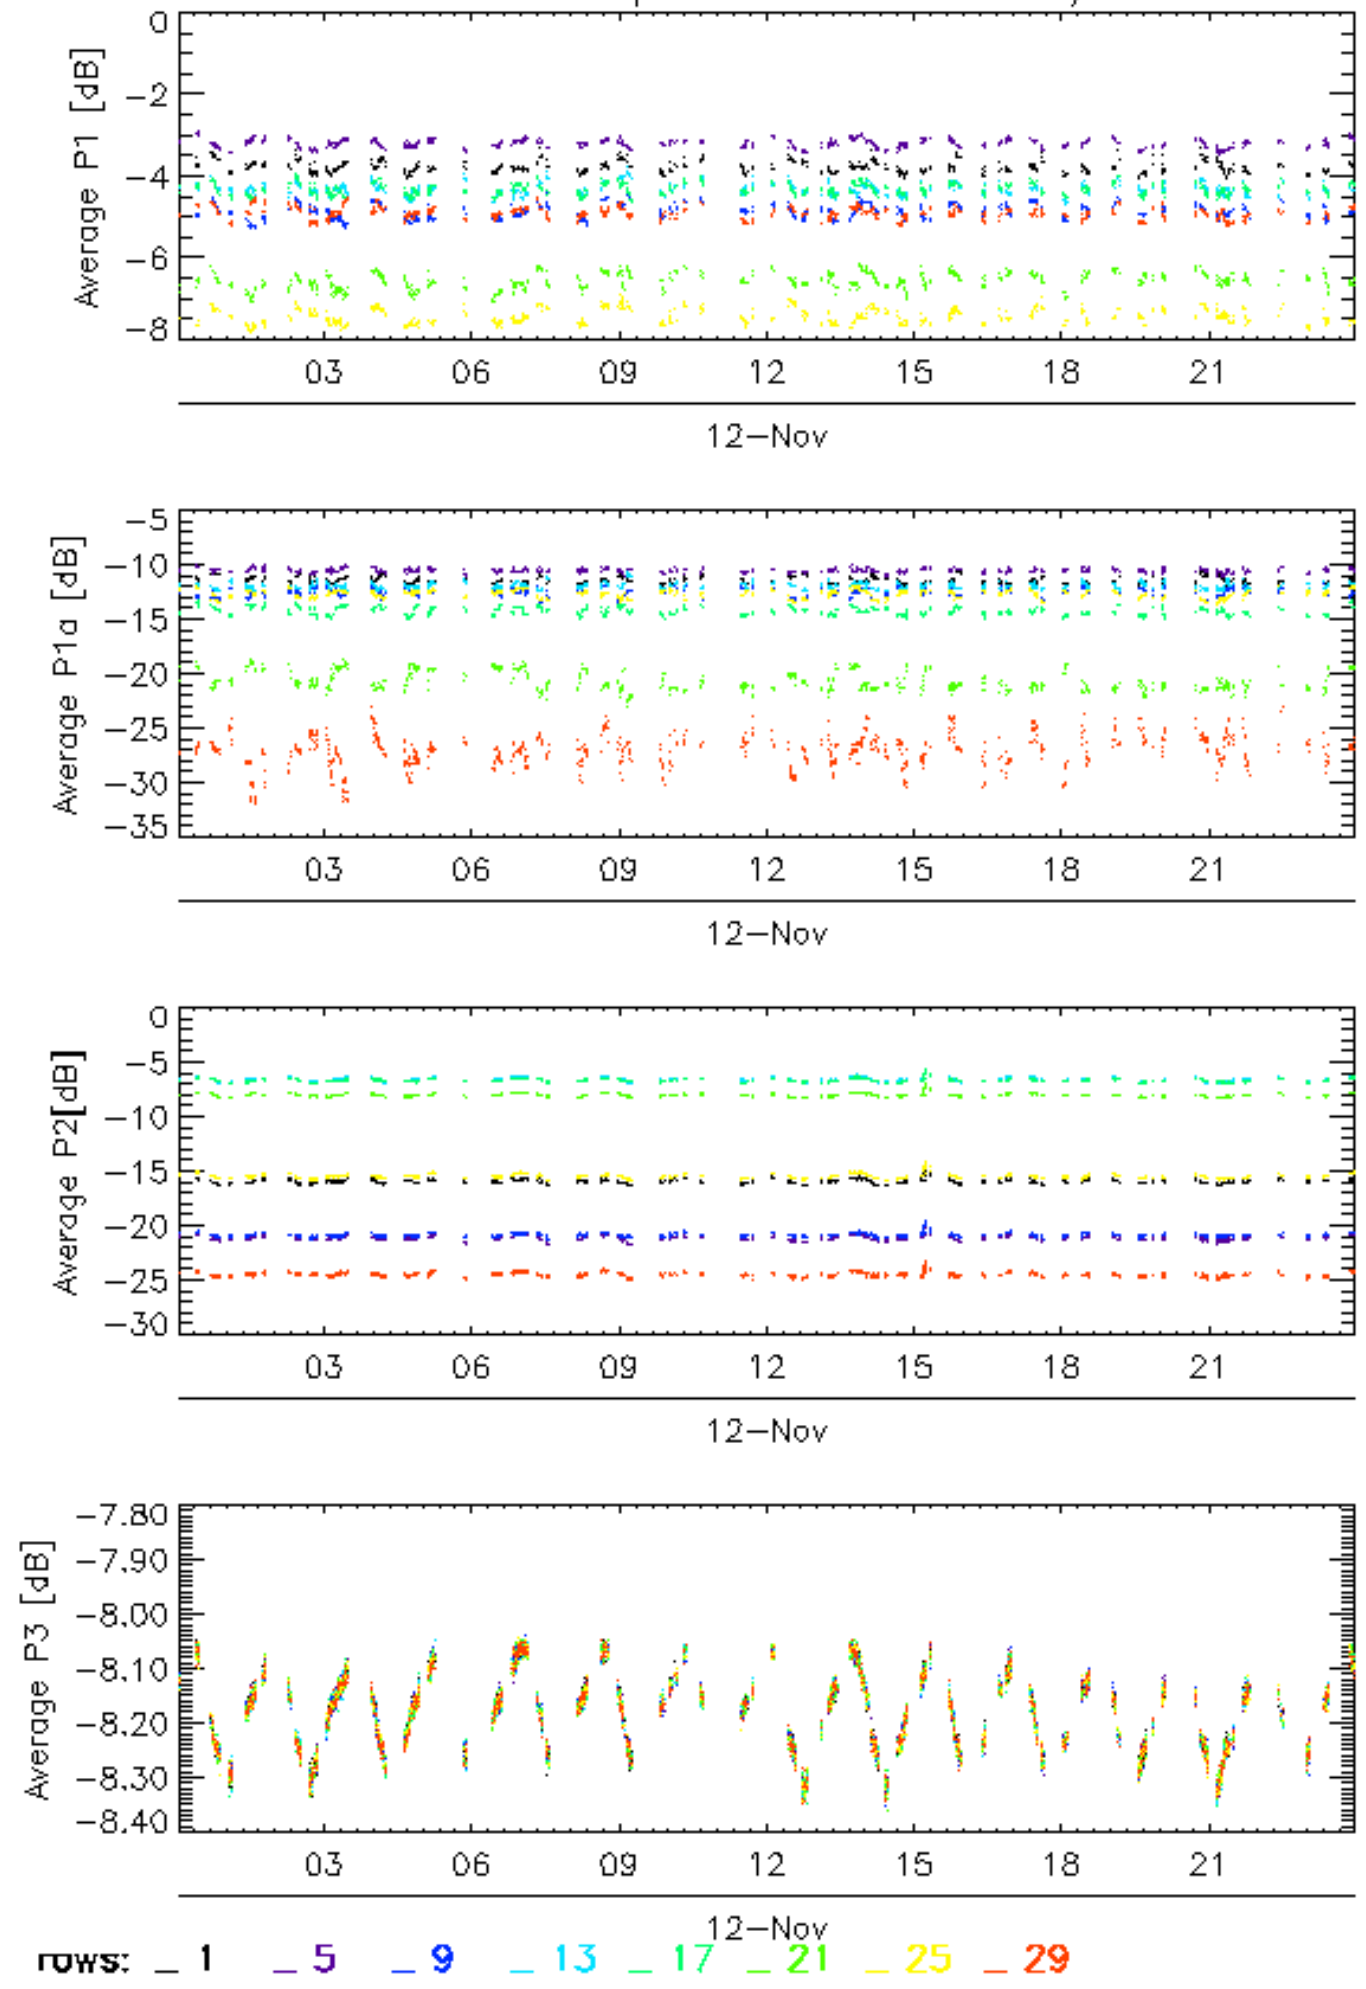 0
−2
−4
−6
−8
Average P1 [dB]
03 06 09 12 15 18 21
12−Nov
−5
−10
−15
−20
−25
−30
−35
Average P1a [dB]
03 06 09 12 15 18 21
12−Nov
0
−5
−10
−15
−20
−25
−30
Average P2[dB]
03 06 09 12 15 18 21
12−Nov
−7.80
−7.90
−8.00
−8.10
−8.20
−8.30
−8.40
Average P3 [dB]
03 06 09 12 15 18 21
12−Nov
rows: _ 1 _ 5 _ 9 _ 13 _ 17 _ 21 _ 25 _ 29